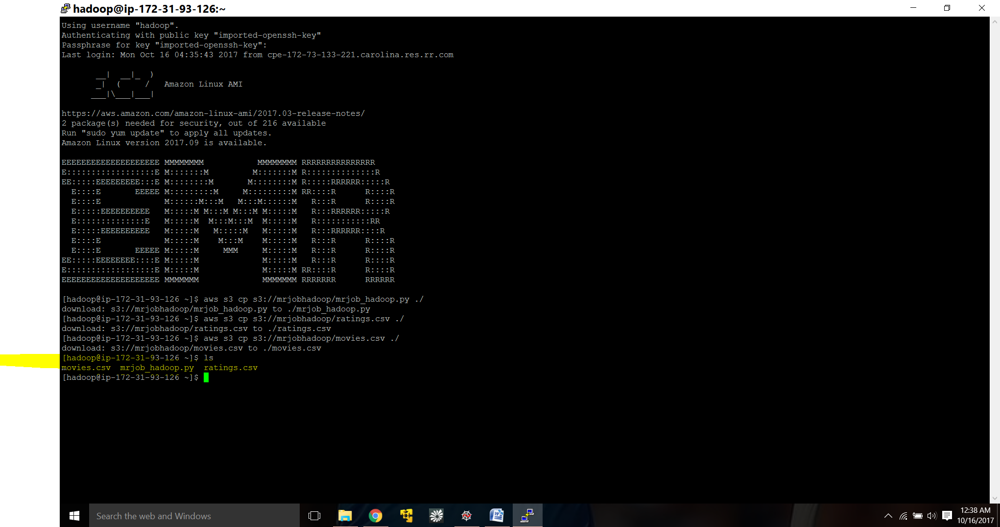 hadoop@ip-172-31-93-126:~
Using username "hadoop".
Authenticating with public key "imported-openssh-key"
Passphrase for key "imported-openssh-key":
Last login: Mon Oct 16 04:35:43 2017 from cpe-172-73-133-221.carolina.res.rr.com
       __|  __|_  )
       _|  (     /   Amazon Linux AMI
      ___|\___|___|
https://aws.amazon.com/amazon-linux-ami/2017.03-release-notes/
2 package(s) needed for security, out of 216 available
Run "sudo yum update" to apply all updates.
Amazon Linux version 2017.09 is available.
EEEEEEEEEEEEEEEEEEEE MMMMMMMM           MMMMMMMM RRRRRRRRRRRRRRR
E::::::::::::::::::E M:::::::M         M:::::::M R::::::::::::::R
EE:::::EEEEEEEEE:::E M::::::::M       M::::::::M R:::::RRRRRR:::::R
  E::::E       EEEEE M:::::::::M     M:::::::::M RR::::R      R::::R
  E::::E             M::::::M:::M   M:::M::::::M   R:::R      R::::R
  E:::::EEEEEEEEEE   M:::::M M:::M M:::M M:::::M   R:::RRRRRR:::::R
  E::::::::::::::E   M:::::M  M:::M:::M  M:::::M   R:::::::::::RR
  E:::::EEEEEEEEEE   M:::::M   M:::::M   M:::::M   R:::RRRRRR::::R
  E::::E             M:::::M    M:::M    M:::::M   R:::R      R::::R
  E::::E       EEEEE M:::::M     MMM     M:::::M   R:::R      R::::R
EE:::::EEEEEEEE::::E M:::::M             M:::::M   R:::R      R::::R
E::::::::::::::::::E M:::::M             M:::::M RR::::R      R::::R
EEEEEEEEEEEEEEEEEEEE MMMMMMM             MMMMMMM RRRRRRR      RRRRRR
[hadoop@ip-172-31-93-126 ~]$ aws s3 cp s3://mrjobhadoop/mrjob_hadoop.py ./
download: s3://mrjobhadoop/mrjob_hadoop.py to ./mrjob_hadoop.py
[hadoop@ip-172-31-93-126 ~]$ aws s3 cp s3://mrjobhadoop/ratings.csv ./
download: s3://mrjobhadoop/ratings.csv to ./ratings.csv
[hadoop@ip-172-31-93-126 ~]$ aws s3 cp s3://mrjobhadoop/movies.csv ./
download: s3://mrjobhadoop/movies.csv to ./movies.csv
[hadoop@ip-172-31-93-126 ~]$ ls
movies.csv  mrjob_hadoop.py  ratings.csv
[hadoop@ip-172-31-93-126 ~]$
Search the web and Windows
12:38 AM
10/16/2017